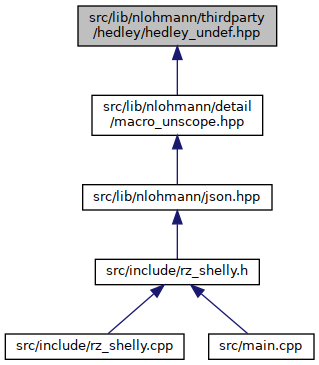 src/lib/nlohmann/thirdparty
/hedley/hedley_undef.hpp
src/lib/nlohmann/detail
/macro_unscope.hpp
src/lib/nlohmann/json.hpp
src/include/rz_shelly.h
src/include/rz_shelly.cpp
src/main.cpp